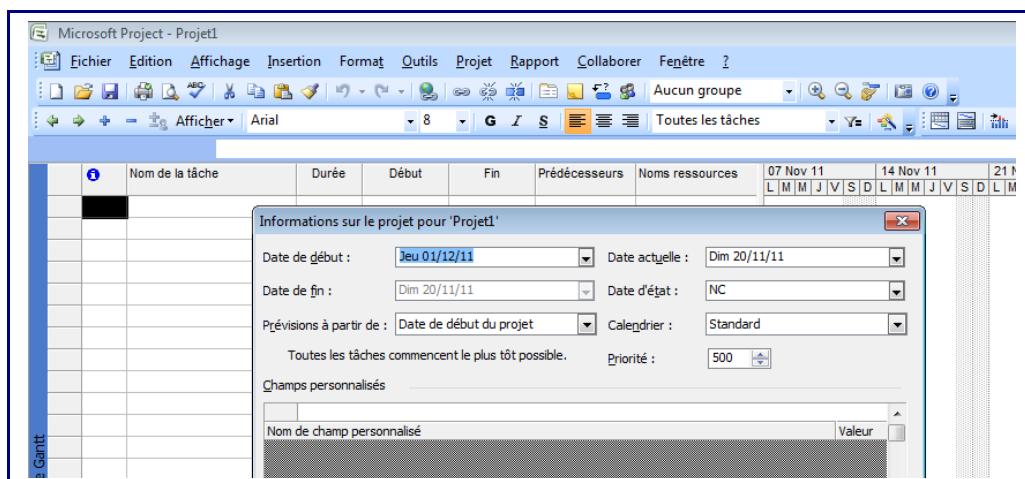 Microsoft Project - Projet1
Fichier Edition Affichage Insertion Format Outils Projet Rapport Collaborer Fenêtre ?
Aucun groupe
Afficher Arial 8 G I S Toutes les tâches
Nom de la tâche Durée Début Fin Prédécesseurs Noms ressources 07 Nov 11 14 Nov 11 21
L M M J V S D L M M J V S D L
Informations sur le projet pour 'Projet1'
Date de début : Jeu 01/12/11 Date actuelle : Dim 20/11/11
Date de fin : Dim 20/11/11 Date d'état : NC
Prévisions à partir de : Date de début du projet Calendrier : Standard
Toutes les tâches commencent le plus tôt possible. Priorité : 500
Champs personnalisés
Nom de champ personnalisé Valeur
Gantt